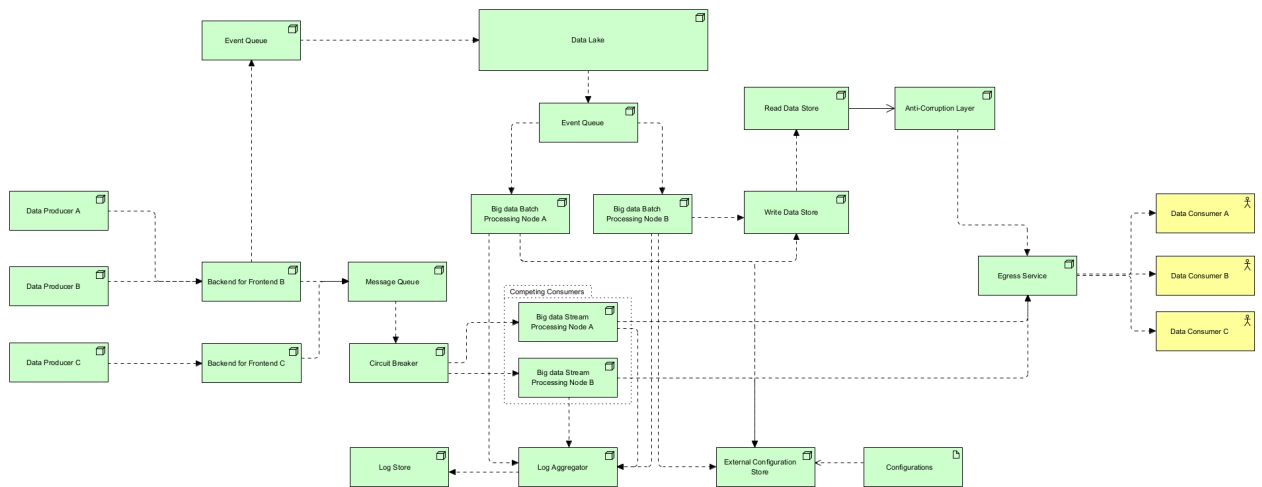 Event Queue
Data Lake
Event Queue
Read Data Store
Anti-Corruption Layer
Data Producer A
Big data Batch
Processing Node A
Big data Batch
Processing Node B
Write Data Store
Data Consumer A
Data Producer B
Backend for Frontend B
Message Queue
Egress Service
Data Consumer B
Competing Consumers
Big data Stream
Processing Node A
Data Consumer C
Data Producer C
Backend for Frontend C
Circuit Breaker
Big data Stream
Processing Node B
Log Store
Log Aggregator
External Configuration
Store
Configurations